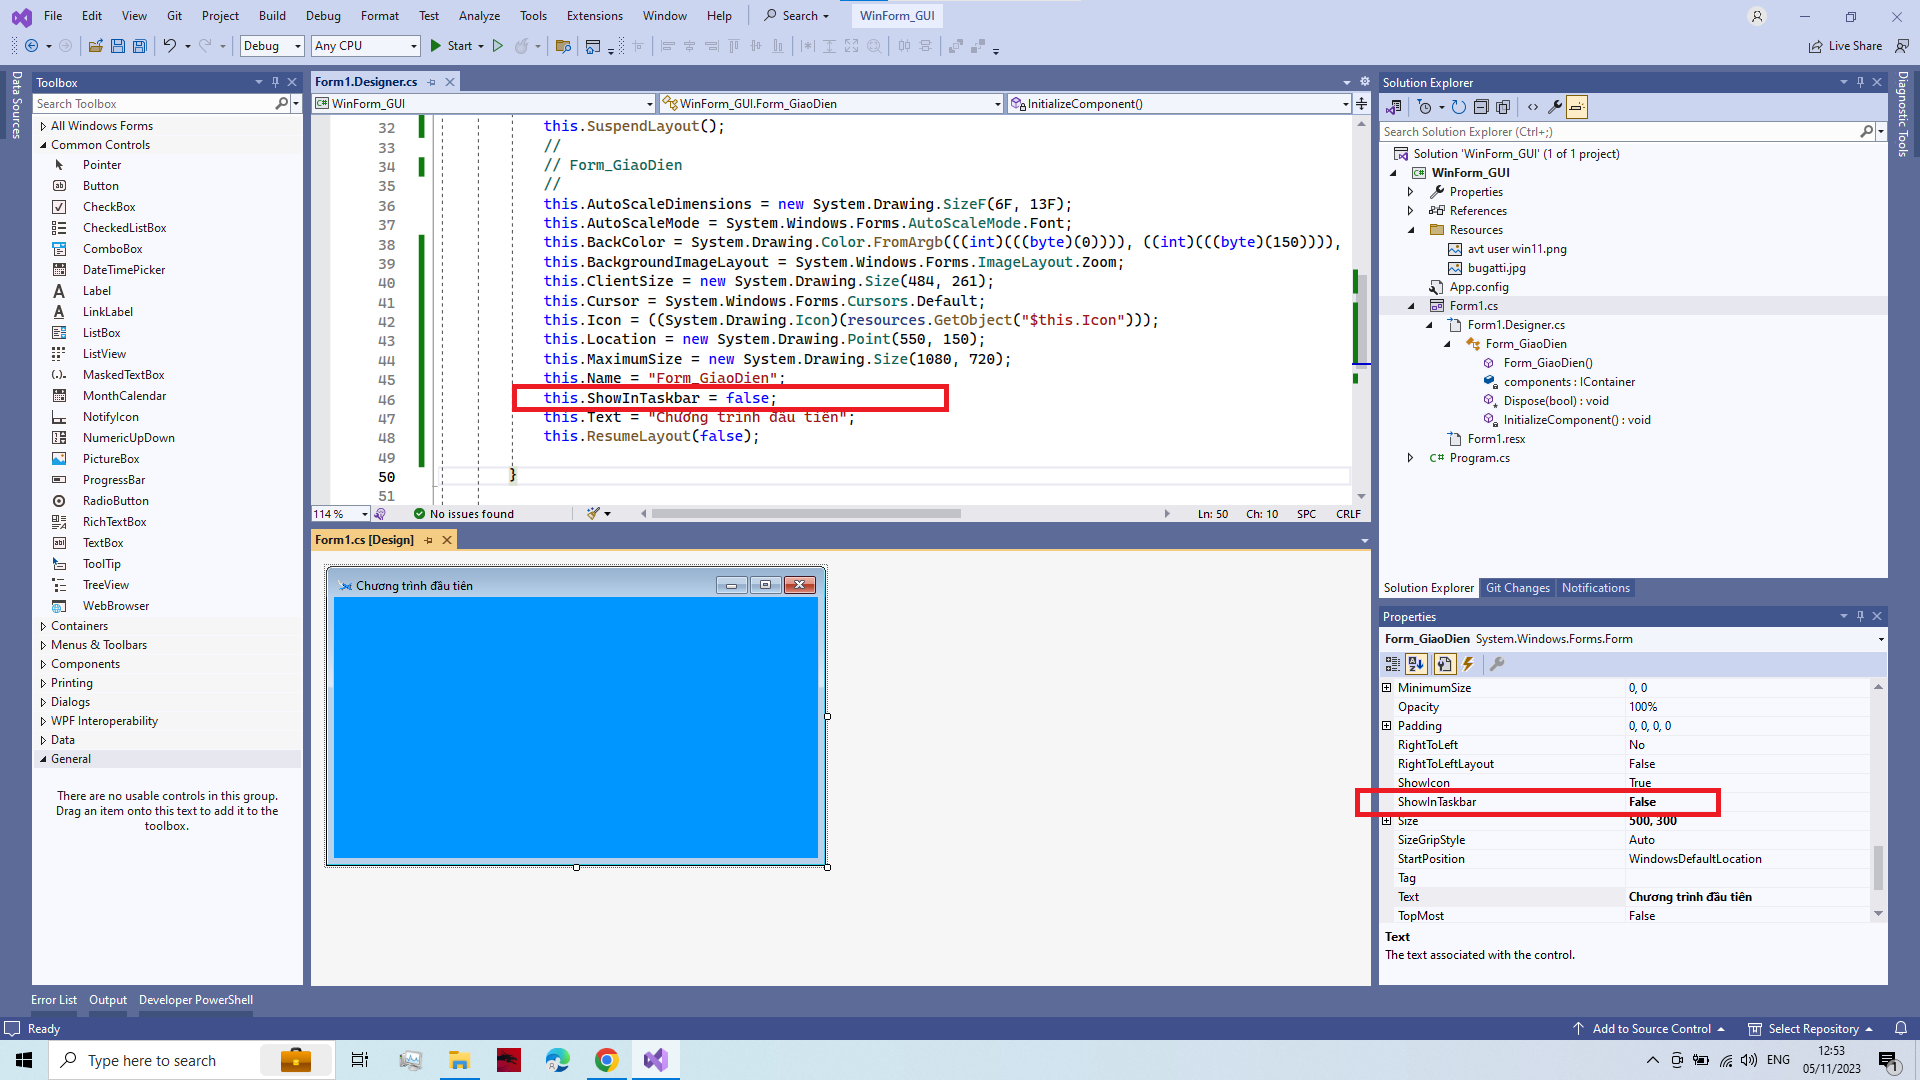 File Edit View Git Project Build Debug Format Test Analyze Tools Extensions Window Help Search WinForm_GUI
Debug Any CPU Start Live Share
Data Sources
Toolbox
Search Toolbox
All Windows Forms
Common Controls
Pointer
Button
CheckBox
CheckedListBox
ComboBox
DateTimePicker
Label
LinkLabel
ListBox
ListView
MaskedTextBox
MonthCalendar
NotifyIcon
NumericUpDown
PictureBox
ProgressBar
RadioButton
RichTextBox
TextBox
ToolTip
TreeView
WebBrowser
Containers
Menus & Toolbars
Components
Printing
Dialogs
WPF Interoperability
Data
General
There are no usable controls in this group.
Drag an item onto this text to add it to the
toolbox.
Form1.Designer.cs
WinForm_GUI WinForm_GUI.Form_GiaoDien InitializeComponent()
32 this.SuspendLayout();
33 //
34 // Form_GiaoDien
35 //
36 this.AutoScaleDimensions = new System.Drawing.SizeF(6F, 13F);
37 this.AutoScaleMode = System.Windows.Forms.AutoScaleMode.Font;
38 this.BackColor = System.Drawing.Color.FromArgb(((int)(((byte)(0)))), ((int)(((byte)(150)))),
39 this.BackgroundImageLayout = System.Windows.Forms.ImageLayout.Zoom;
40 this.ClientSize = new System.Drawing.Size(484, 261);
41 this.Cursor = System.Windows.Forms.Cursors.Default;
42 this.Icon = ((System.Drawing.Icon)(resources.GetObject("$this.Icon")));
43 this.Location = new System.Drawing.Point(550, 150);
44 this.MaximumSize = new System.Drawing.Size(1080, 720);
45 this.Name = "Form_GiaoDien";
46 this.ShowInTaskbar = false;
47 this.Text = "Chương trình đầu tiên";
48 this.ResumeLayout(false);
49
50 }
51
114 % No issues found Ln: 50 Ch: 10 SPC CRLF
Form1.cs [Design]
Chương trình đầu tiên
Solution Explorer
Search Solution Explorer (Ctrl+;)
Solution 'WinForm_GUI' (1 of 1 project)
WinForm_GUI
Properties
References
Resources
avt user win11.png
bugatti.jpg
App.config
Form1.cs
Form1.Designer.cs
Form_GiaoDien
Form_GiaoDien()
components : IContainer
Dispose(bool) : void
InitializeComponent() : void
Form1.resx
C# Program.cs
Solution Explorer Git Changes Notifications
Diagnostic Tools
Properties
Form_GiaoDien System.Windows.Forms.Form
MinimumSize 0, 0
Opacity 100%
Padding 0, 0, 0, 0
RightToLeft No
RightToLeftLayout False
ShowIcon True
ShowInTaskbar False
Size 500, 300
SizeGripStyle Auto
StartPosition WindowsDefaultLocation
Tag
Text Chương trình đầu tiên
TopMost False
Text
The text associated with the control.
Error List Output Developer PowerShell
Ready Add to Source Control Select Repository
Type here to search ENG 12:53
05/11/2023 1